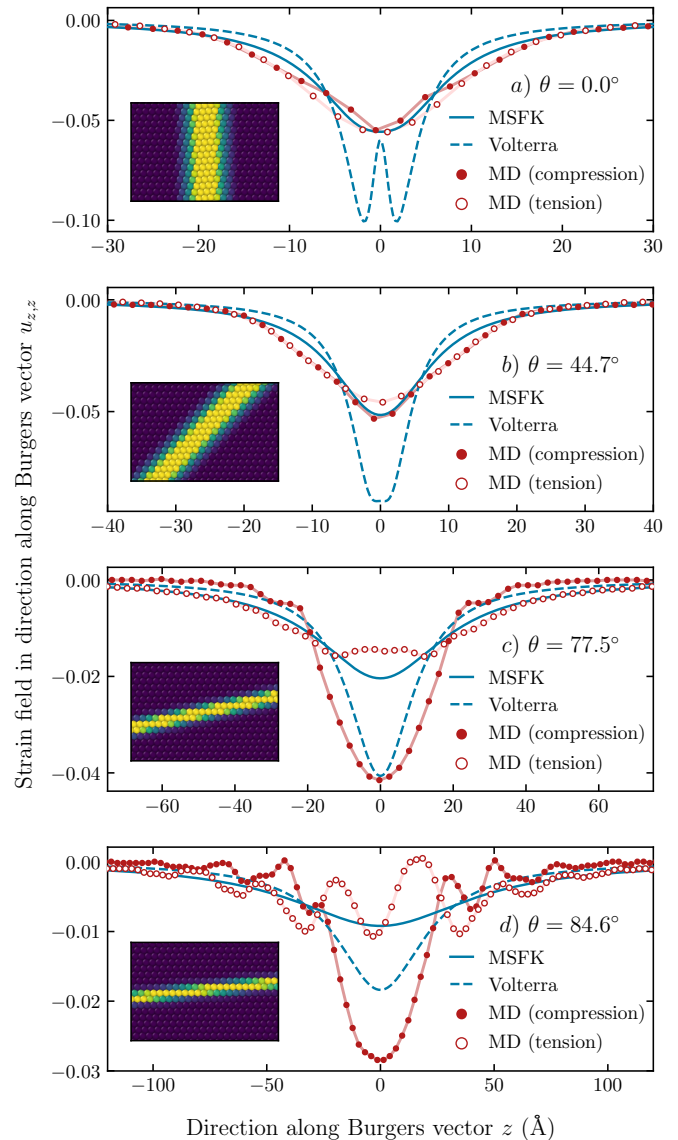 Strain field in direction along Burgers vector u_{z,z}
0.00
−0.05
−0.10
a) θ = 0.0°
MSFK
Volterra
MD (compression)
MD (tension)
−30 −20 −10 0 10 20 30
0.00
−0.05
b) θ = 44.7°
MSFK
Volterra
MD (compression)
MD (tension)
−40 −30 −20 −10 0 10 20 30 40
0.00
−0.02
−0.04
c) θ = 77.5°
MSFK
Volterra
MD (compression)
MD (tension)
−60 −40 −20 0 20 40 60
0.00
−0.01
−0.02
−0.03
d) θ = 84.6°
MSFK
Volterra
MD (compression)
MD (tension)
−100 −50 0 50 100
Direction along Burgers vector z (Å)